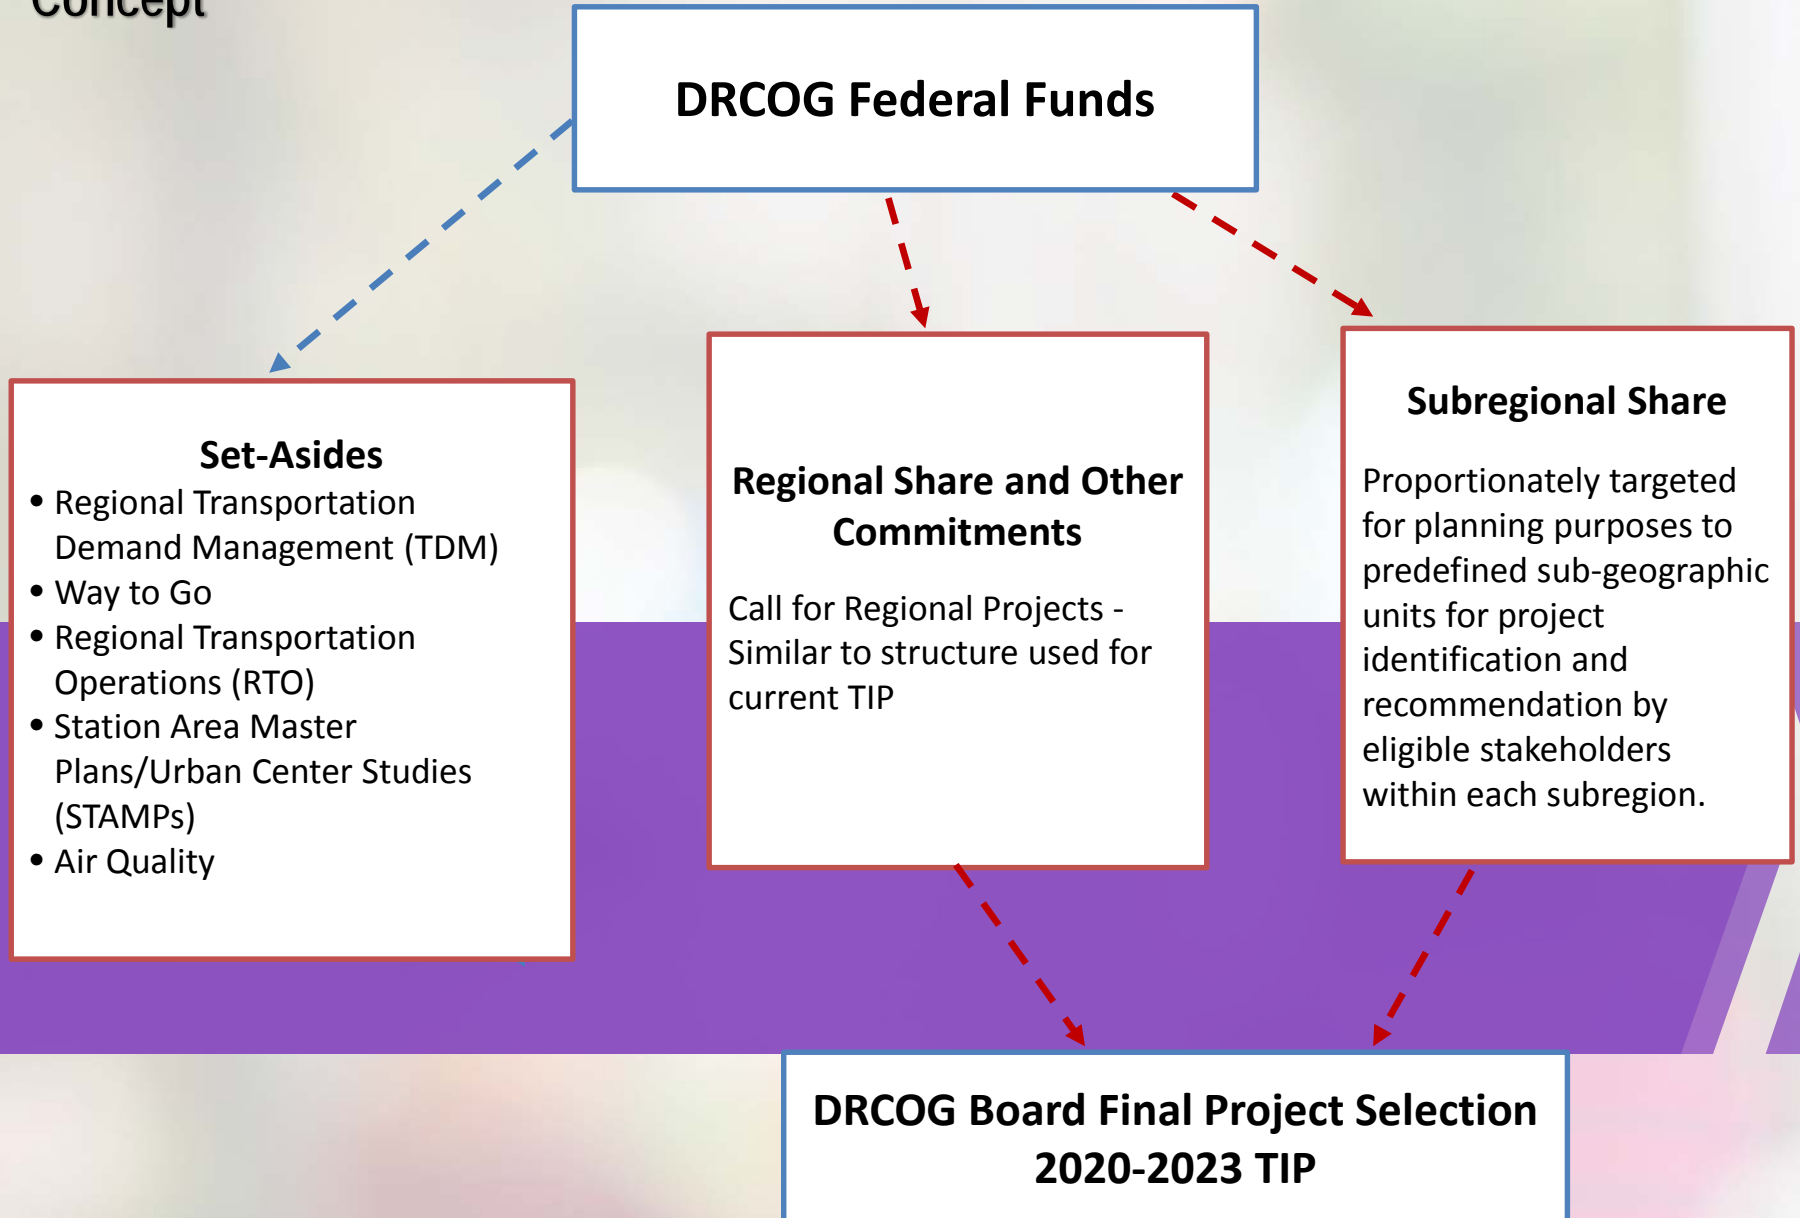 Concept
DRCOG Federal Funds
Set-Asides
• Regional Transportation
Demand Management (TDM)
• Way to Go
• Regional Transportation
Operations (RTO)
• Station Area Master
Plans/Urban Center Studies
(STAMPs)
• Air Quality
Regional Share and Other
Commitments
Call for Regional Projects -
Similar to structure used for
current TIP
Subregional Share
Proportionately targeted
for planning purposes to
predefined sub-geographic
units for project
identification and
recommendation by
eligible stakeholders
within each subregion.
DRCOG Board Final Project Selection
2020-2023 TIP